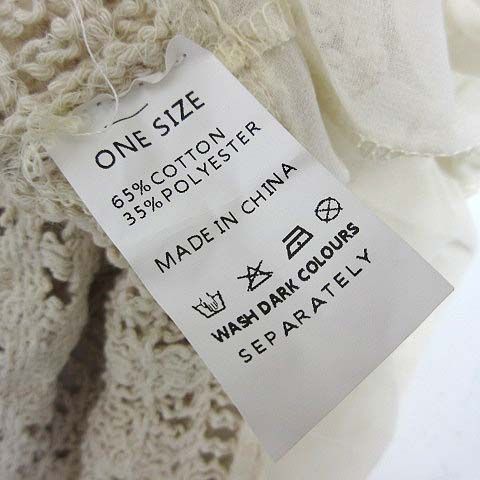 ONE SIZE
65%COTTON
35%POLYESTER
MADE IN CHINA
WASH DARK COLOURS
SEPARATELY